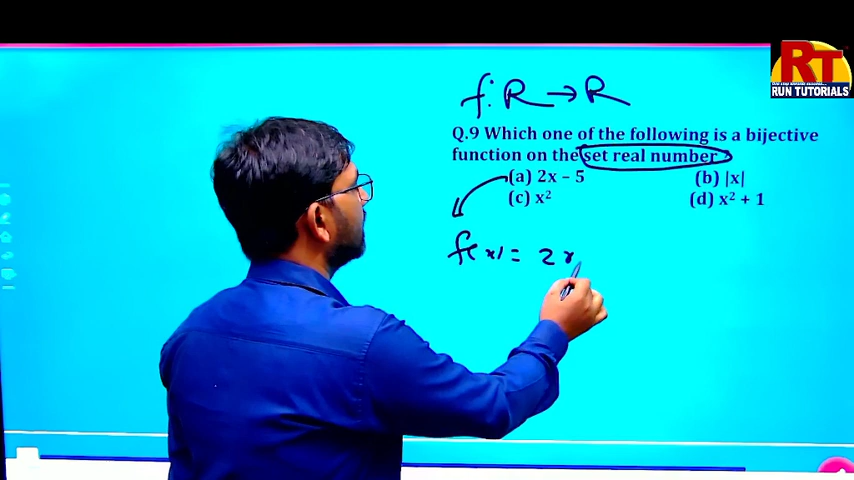 RT
RUN TUTORIALS
f: R → R
Q.9 Which one of the following is a bijective
function on the set real number ?
(a) 2x – 5 (b) |x|
(c) x² (d) x² + 1
f(x) = 2x